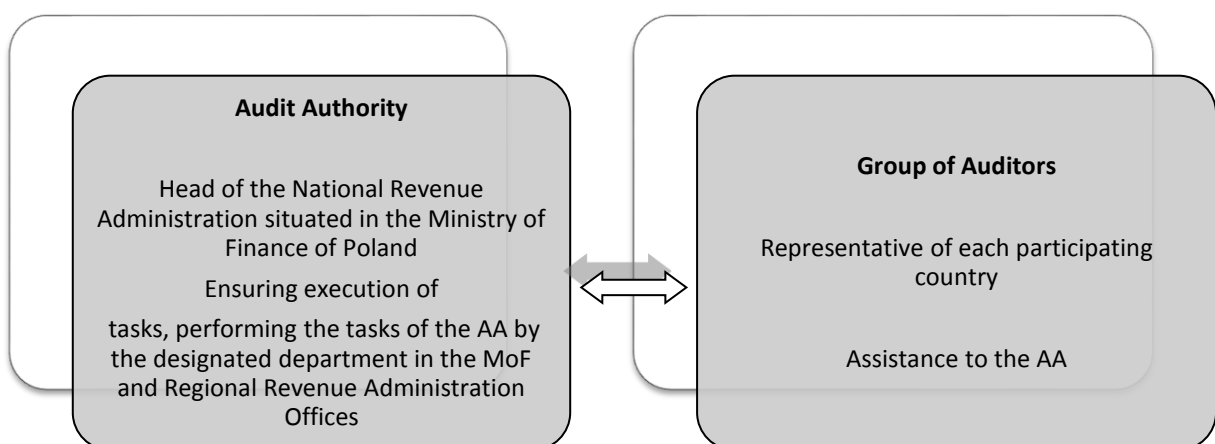 Audit Authority
Head of the National Revenue
Administration situated in the Ministry of
Finance of Poland
Ensuring execution of
tasks, performing the tasks of the AA by
the designated department in the MoF
and Regional Revenue Administration
Offices
Group of Auditors
Representative of each participating
country
Assistance to the AA